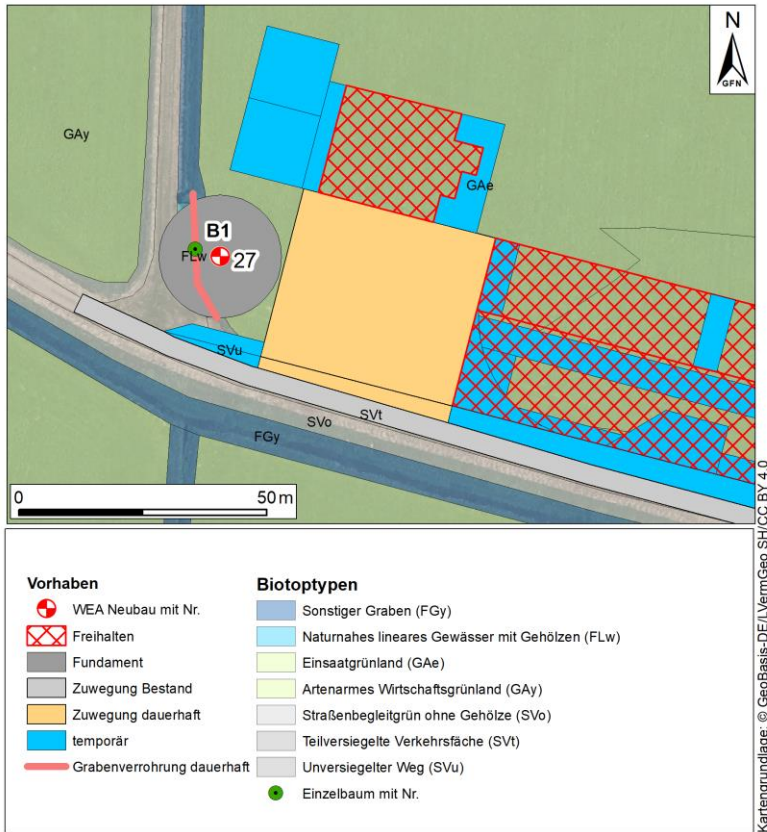 N
GFN
GAy
GAe
B1
27
FLw
SVu
SVt
SVo
FGy
0 50 m
Kartengrundlage: © GeoBasis-DE/LVermGeo SH/CC BY 4.0
Vorhaben
WEA Neubau mit Nr.
Freihalten
Fundament
Zuwegung Bestand
Zuwegung dauerhaft
temporär
Grabenverrohrung dauerhaft
Biotoptypen
Sonstiger Graben (FGy)
Naturnahes lineares Gewässer mit Gehölzen (FLw)
Einsaatgrünland (GAe)
Artenarmes Wirtschaftsgrünland (GAy)
Straßenbegleitgrün ohne Gehölze (SVo)
Teilversiegelte Verkehrsfäche (SVt)
Unversiegelter Weg (SVu)
Einzelbaum mit Nr.